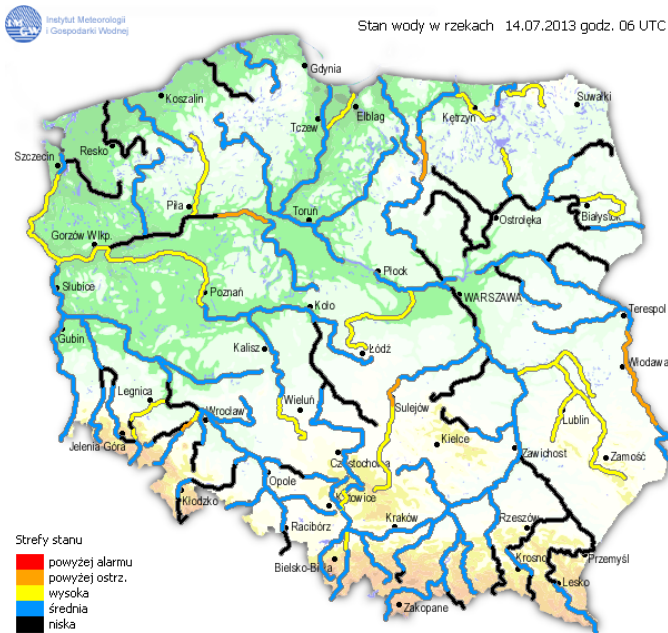 IMGW
Instytut Meteorologii
i Gospodarki Wodnej
Stan wody w rzekach 14.07.2013 godz. 06 UTC
Gdynia
Koszalin
Suwałki
Tczew
Elbląg
Kętrzyn
Resko
Szczecin
Piła
Toruń
Ostrołęka
Białystok
Gorzów Wlkp.
Płock
Słubice
Poznań
WARSZAWA
Koło
Terespol
Gubin
Kalisz
Łódź
Włodawa
Legnica
Wieluń
Sulejów
Wrocław
Lublin
Jelenia Góra
Kielce
Zawichost
Zamość
Częstochowa
Opole
Kłodzko
Katowice
Racibórz
Kraków
Rzeszów
Bielsko-Biała
Krosno
Przemyśl
Lesko
Zakopane
Strefy stanu
powyżej alarmu
powyżej ostrz.
wysoka
średnia
niska